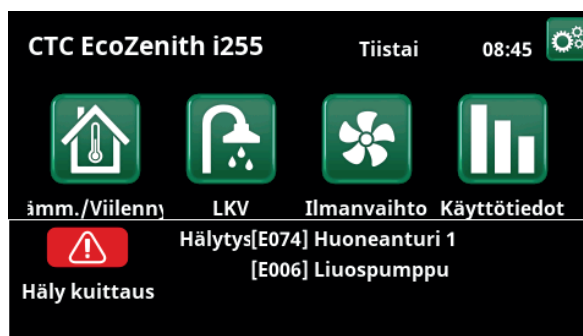 CTC EcoZenith i255 Tiistai 08:45
ämm./Viilenny LKV Ilmanvaihto Käyttötiedot
Hälytys[E074] Huoneanturi 1
[E006] Liuospumppu
Häly kuittaus